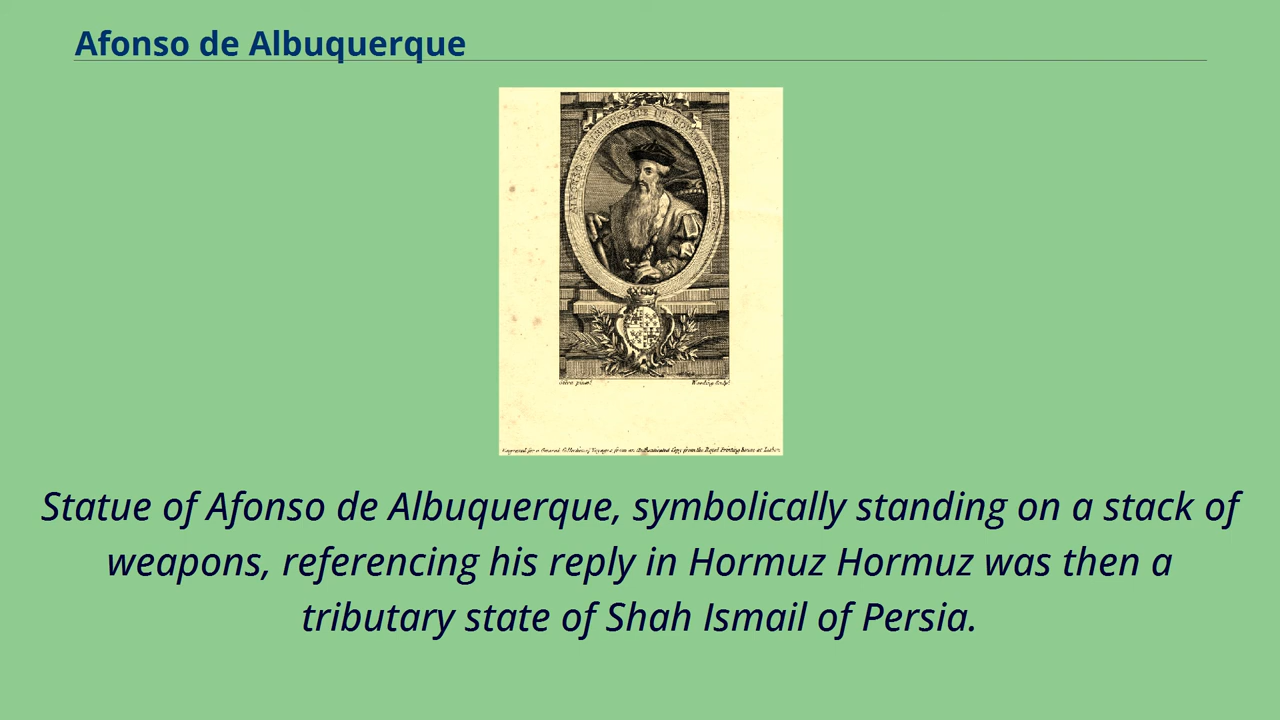 Afonso de Albuquerque
Statue of Afonso de Albuquerque, symbolically standing on a stack of
weapons, referencing his reply in Hormuz Hormuz was then a
tributary state of Shah Ismail of Persia.